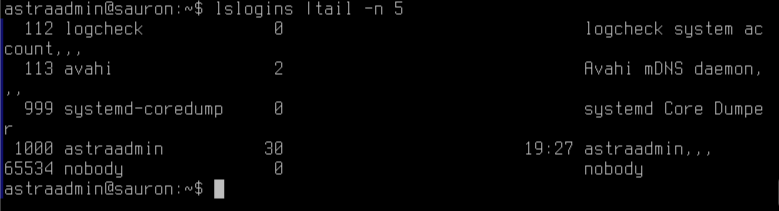 astraadmin@sauron:~$ lslogins |tail -n 5
  112 logcheck             0                              logcheck system ac
count,,,
  113 avahi                2                              Avahi mDNS daemon,
,,
  999 systemd-coredump     0                              systemd Core Dumpe
r
 1000 astraadmin          30                        19:27 astraadmin,,,
65534 nobody               0                              nobody
astraadmin@sauron:~$